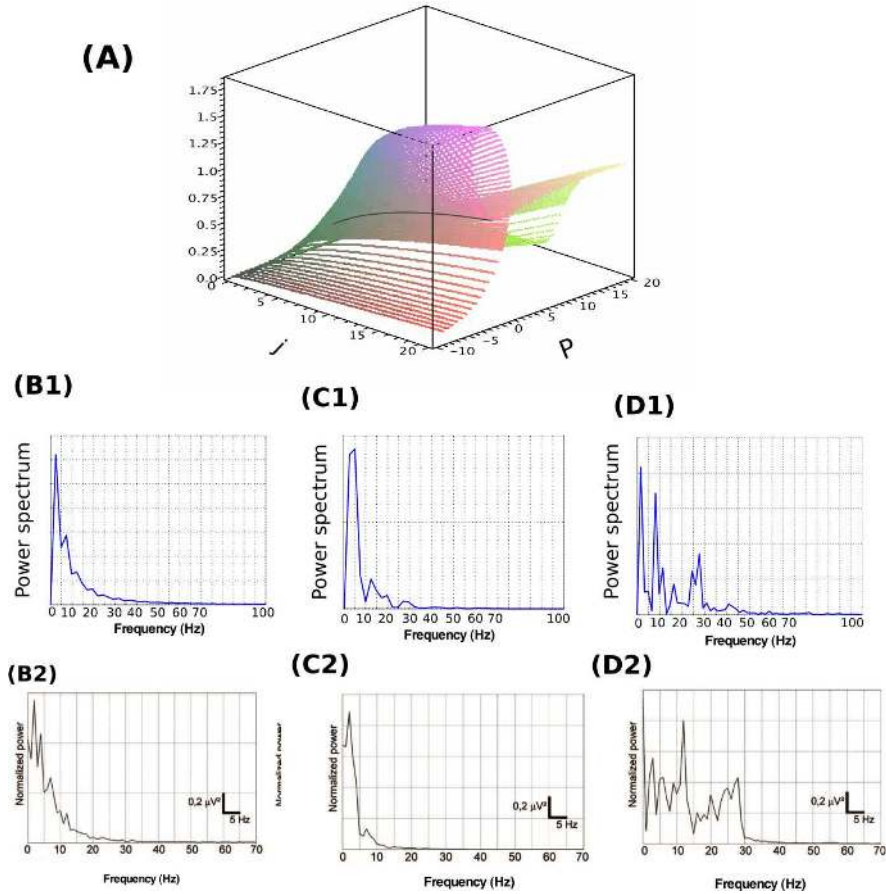 (A)
1.75
1.5
1.25
1.0
0.75
0.5
0.25
0.0
0 5 10 15 20
j
-10 -5 0 5 10 15 20
P
(B1)
Power spectrum
0 10 20 30 40 50 60 70 100
Frequency (Hz)
(C1)
Power spectrum
0 10 20 30 40 50 60 70 100
Frequency (Hz)
(D1)
Power spectrum
0 10 20 30 40 50 60 70 100
Frequency (Hz)
(B2)
Normalized power
0,2 µV²
5 Hz
0 10 20 30 40 50 60 70
Frequency (Hz)
(C2)
Normalized power
0,2 µV²
5 Hz
0 10 20 30 40 50 60 70
Frequency (Hz)
(D2)
Normalized power
0,2 µV²
5 Hz
0 10 20 30 40 50 60 70
Frequency (Hz)